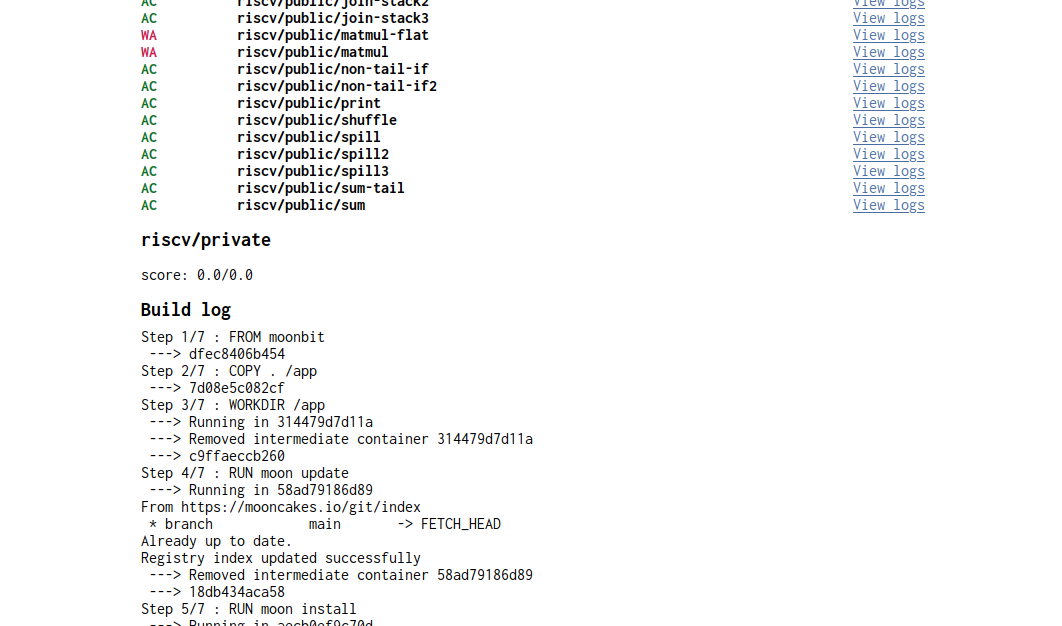 AC riscv/public/join-stack2 View logs
AC riscv/public/join-stack3 View logs
WA riscv/public/matmul-flat View logs
WA riscv/public/matmul View logs
AC riscv/public/non-tail-if View logs
AC riscv/public/non-tail-if2 View logs
AC riscv/public/print View logs
AC riscv/public/shuffle View logs
AC riscv/public/spill View logs
AC riscv/public/spill2 View logs
AC riscv/public/spill3 View logs
AC riscv/public/sum-tail View logs
AC riscv/public/sum View logs
riscv/private
score: 0.0/0.0
Build log
Step 1/7 : FROM moonbit
---> dfec8406b454
Step 2/7 : COPY . /app
---> 7d08e5c082cf
Step 3/7 : WORKDIR /app
---> Running in 314479d7d11a
---> Removed intermediate container 314479d7d11a
---> c9ffaeccb260
Step 4/7 : RUN moon update
---> Running in 58ad79186d89
From https://mooncakes.io/git/index
* branch main -> FETCH_HEAD
Already up to date.
Registry index updated successfully
---> Removed intermediate container 58ad79186d89
---> 18db434aca58
Step 5/7 : RUN moon install
---> Running in aecb0ef9c70d